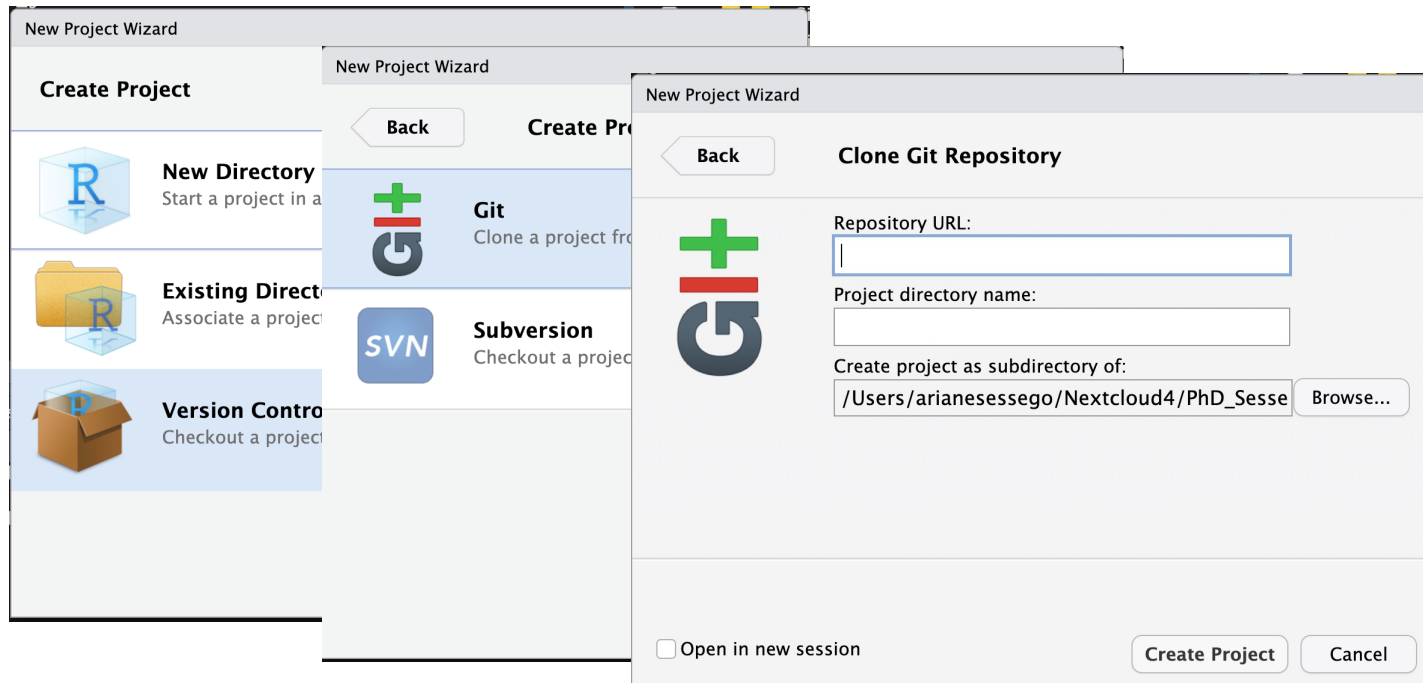 New Project Wizard
Create Project
R
New Directory
Start a project in a
R
Existing Directo
Associate a project
R
Version Contro
Checkout a project
New Project Wizard
Back
Create Pro
Git
Git
Clone a project fro
SVN
Subversion
Checkout a projec
New Project Wizard
Back
Clone Git Repository
Git
Repository URL:
Project directory name:
Create project as subdirectory of:
/Users/arianesessego/Nextcloud4/PhD_Sesse
Browse...
Open in new session
Create Project
Cancel